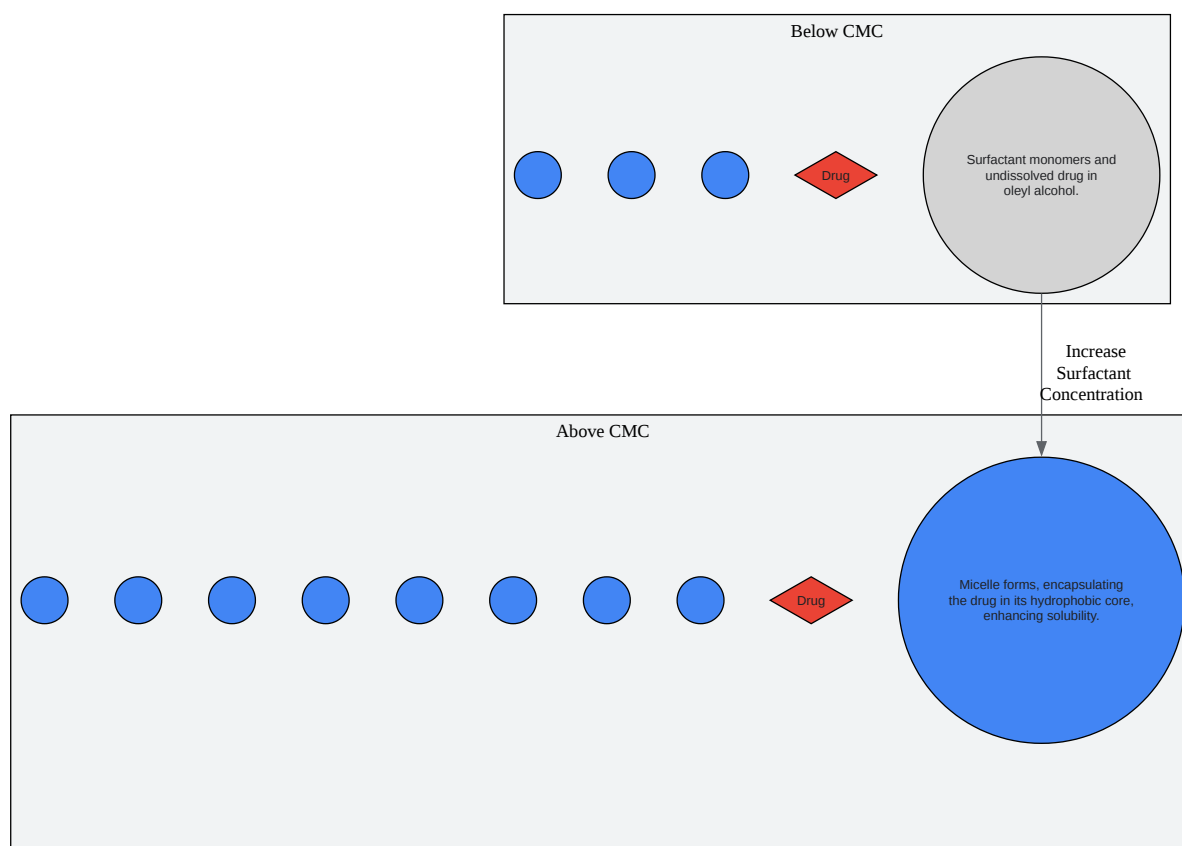 Below CMC
Drug
Surfactant monomers and
undissolved drug in
oleyl alcohol.
Increase
Surfactant
Concentration
Above CMC
Drug
Micelle forms, encapsulating
the drug in its hydrophobic core,
enhancing solubility.